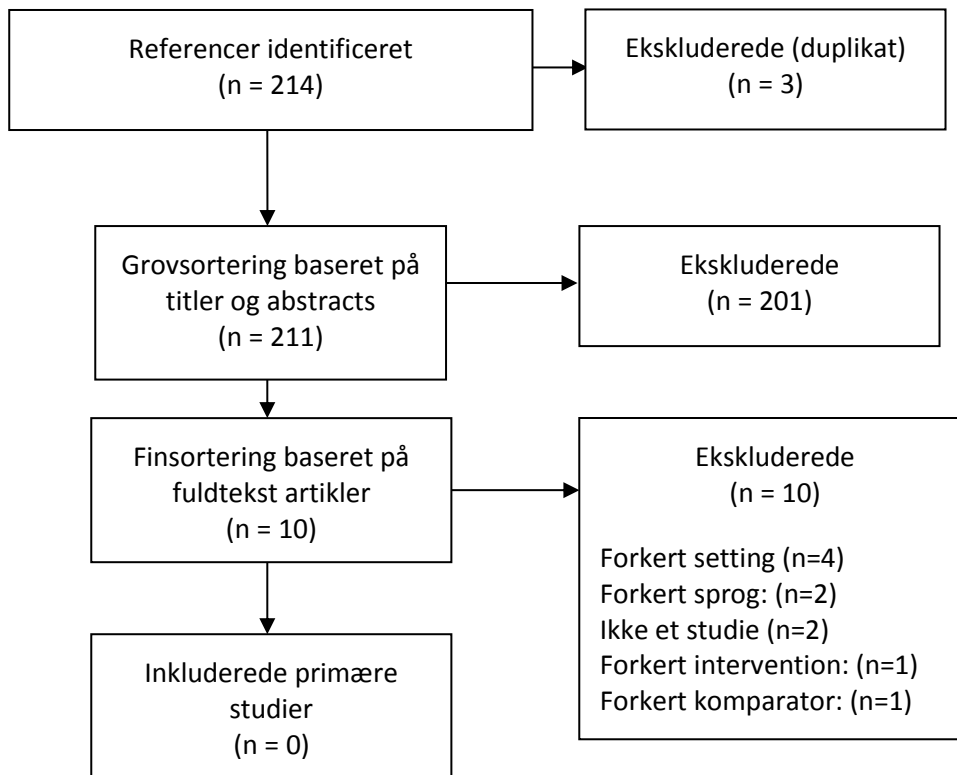 Referencer identificeret
(n = 214)
Ekskluderede (duplikat)
(n = 3)
Grovsortering baseret på
titler og abstracts
(n = 211)
Ekskluderede
(n = 201)
Finsortering baseret på
fuldtekst artikler
(n = 10)
Ekskluderede
(n = 10)
Forkert setting (n=4)
Forkert sprog: (n=2)
Ikke et studie (n=2)
Forkert intervention: (n=1)
Forkert komparator: (n=1)
Inkluderede primære
studier
(n = 0)